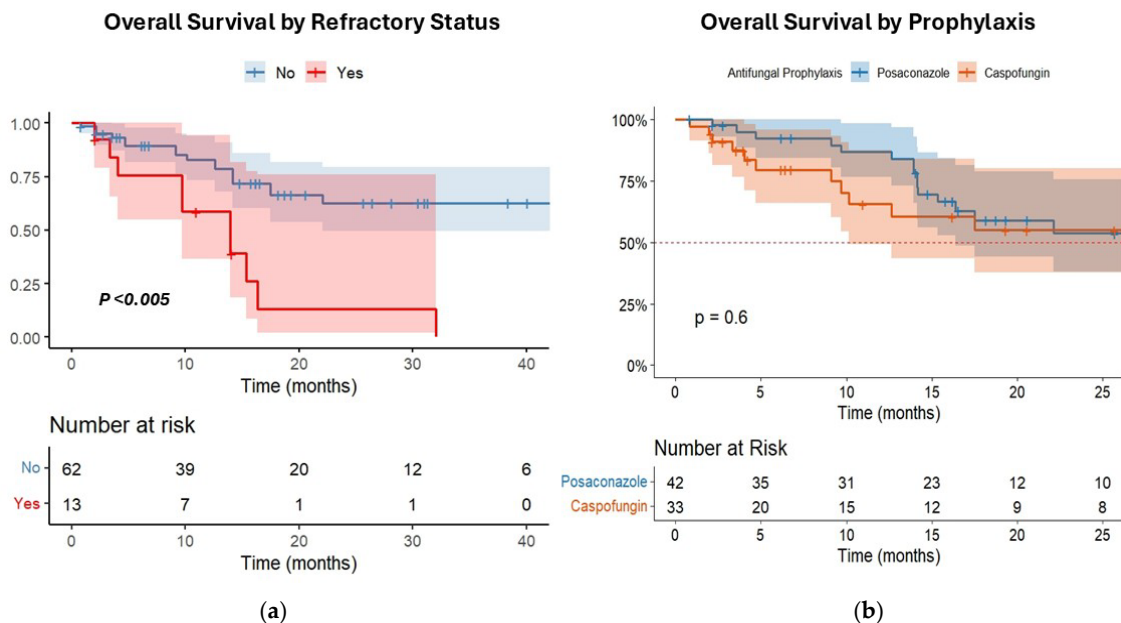 Overall Survival by Refractory Status
No Yes
1.00
0.75
0.50
0.25
0.00
P <0.005
0 10 20 30 40
Time (months)
Number at risk
No 62 39 20 12 6
Yes 13 7 1 1 0
0 10 20 30 40
Time (months)
(a)
Overall Survival by Prophylaxis
Antifungal Prophylaxis Posaconazole Caspofungin
100%
75%
50%
25%
0%
p = 0.6
0 5 10 15 20 25
Time (months)
Number at Risk
Posaconazole 42 35 31 23 12 10
Caspofungin 33 20 15 12 9 8
0 5 10 15 20 25
Time (months)
(b)